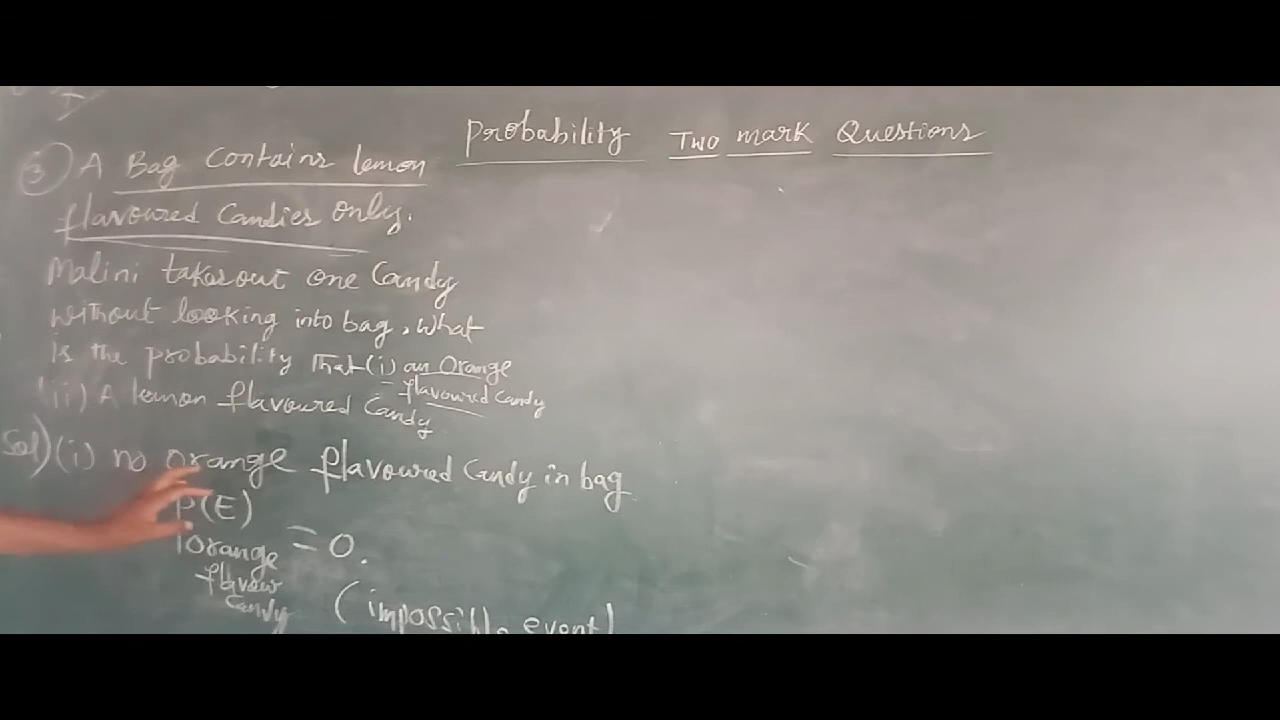 Probability Two mark Questions
3 A Bag Contains lemon
flavoured Candies Only.
Malini takesout one Candy
without looking into bag, what
is the probability That (i) an Orange
flavoured Candy
(ii) A lemon flavoured Candy
Sol) (i) no orange flavoured Candy in bag
P(E)
orange = 0.
flavour
Candy (impossible event)